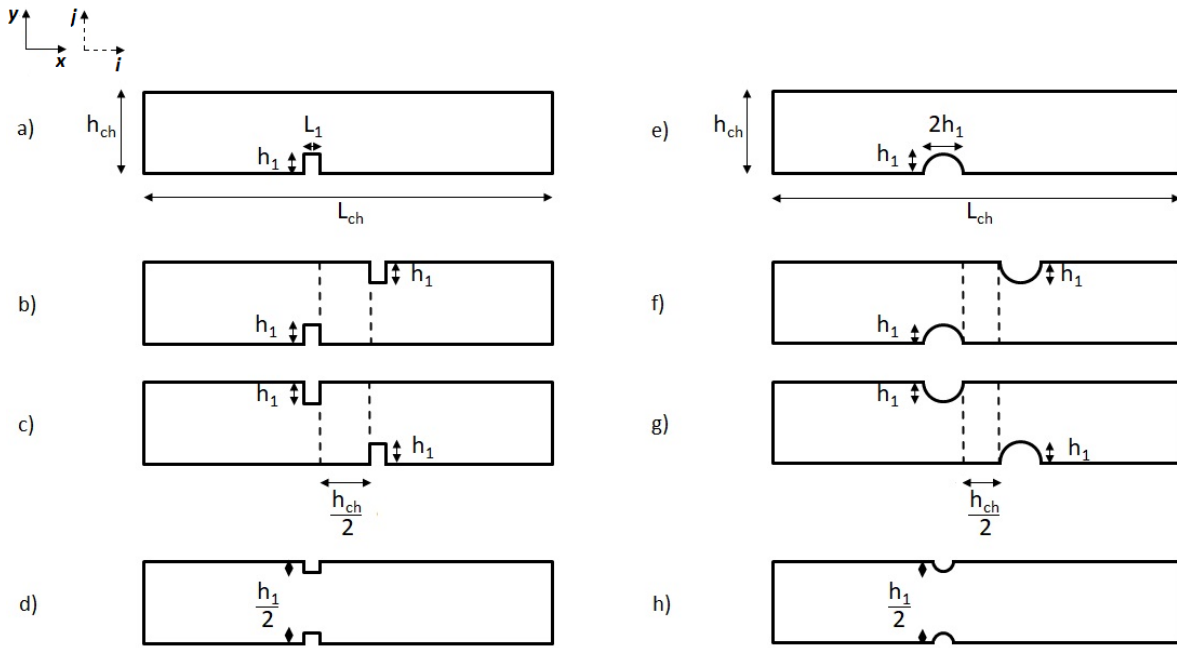 y j
x i
a) h_ch L_1 h_1 L_ch
e) h_ch 2h_1 h_1 L_ch
b) h_1 h_1
f) h_1 h_1
c) h_1 h_1
h_ch
2
g) h_1 h_1
h_ch
2
d) h_1
2
h) h_1
2